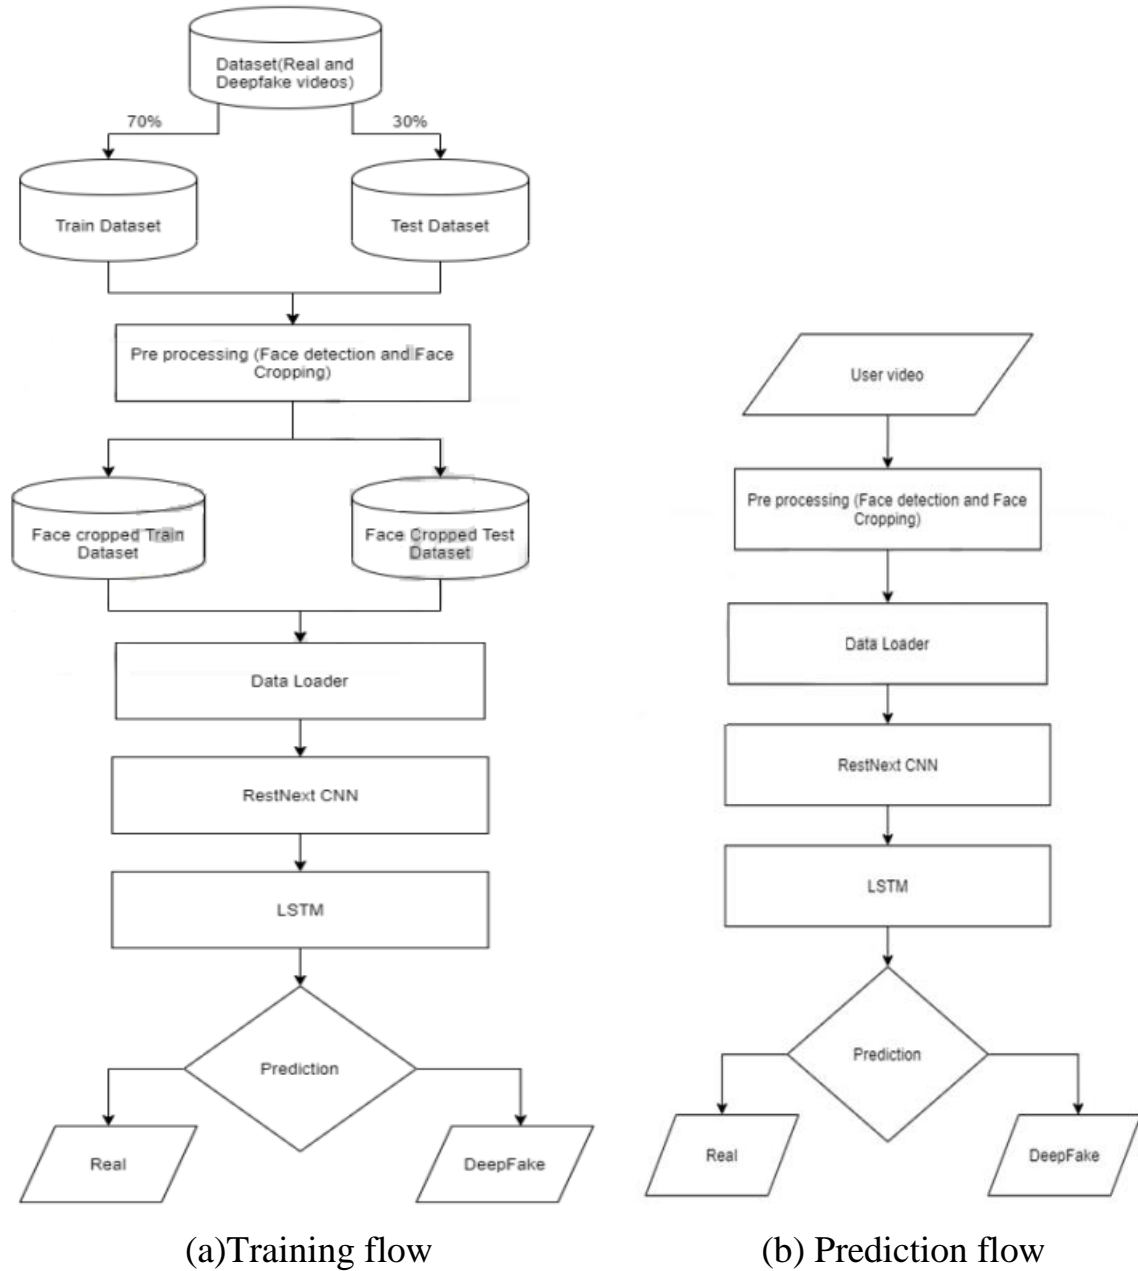 Dataset(Real and
Deepfake videos)
70%
30%
Train Dataset
Test Dataset
Pre processing (Face detection and Face
Cropping)
Face cropped Train
Dataset
Face Cropped Test
Dataset
Data Loader
RestNext CNN
LSTM
Prediction
Real
DeepFake
(a)Training flow
User video
Pre processing (Face detection and Face
Cropping)
Data Loader
RestNext CNN
LSTM
Prediction
Real
DeepFake
(b) Prediction flow